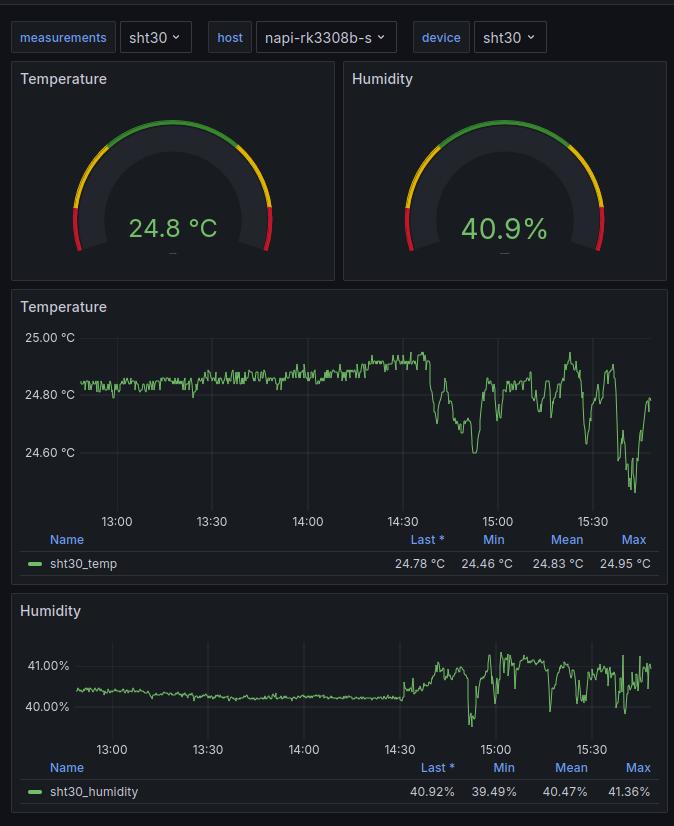 measurements sht30 host napi-rk3308b-s device sht30
Temperature Humidity
24.8 °C 40.9%
Temperature
25.00 °C
24.80 °C
24.60 °C
13:00 13:30 14:00 14:30 15:00 15:30
Name Last * Min Mean Max
sht30_temp 24.78 °C 24.46 °C 24.83 °C 24.95 °C
Humidity
41.00%
40.00%
13:00 13:30 14:00 14:30 15:00 15:30
Name Last * Min Mean Max
sht30_humidity 40.92% 39.49% 40.47% 41.36%